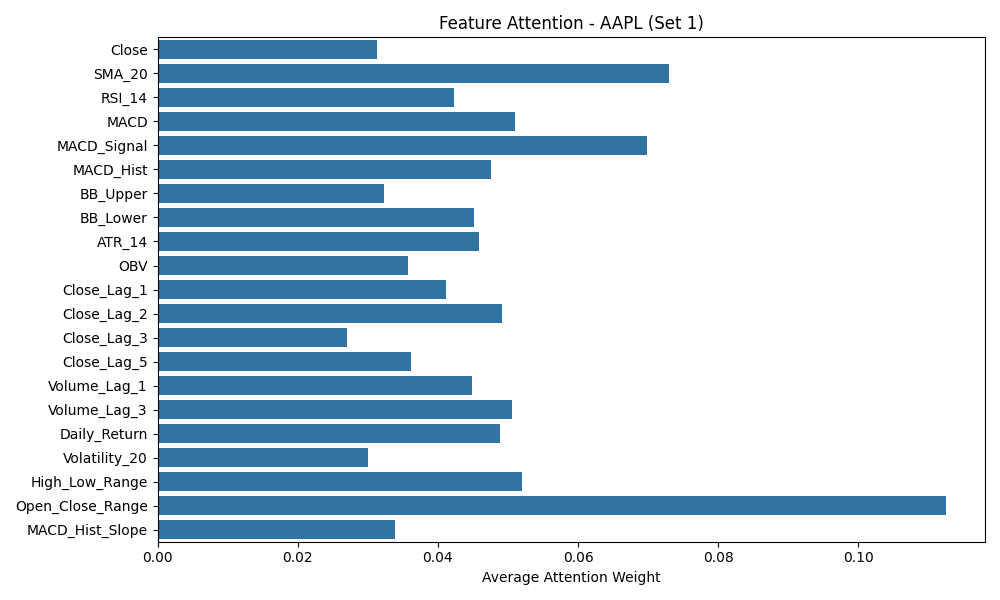 Feature Attention - AAPL (Set 1)
Close
SMA_20
RSI_14
MACD
MACD_Signal
MACD_Hist
BB_Upper
BB_Lower
ATR_14
OBV
Close_Lag_1
Close_Lag_2
Close_Lag_3
Close_Lag_5
Volume_Lag_1
Volume_Lag_3
Daily_Return
Volatility_20
High_Low_Range
Open_Close_Range
MACD_Hist_Slope
0.00 0.02 0.04 0.06 0.08 0.10
Average Attention Weight